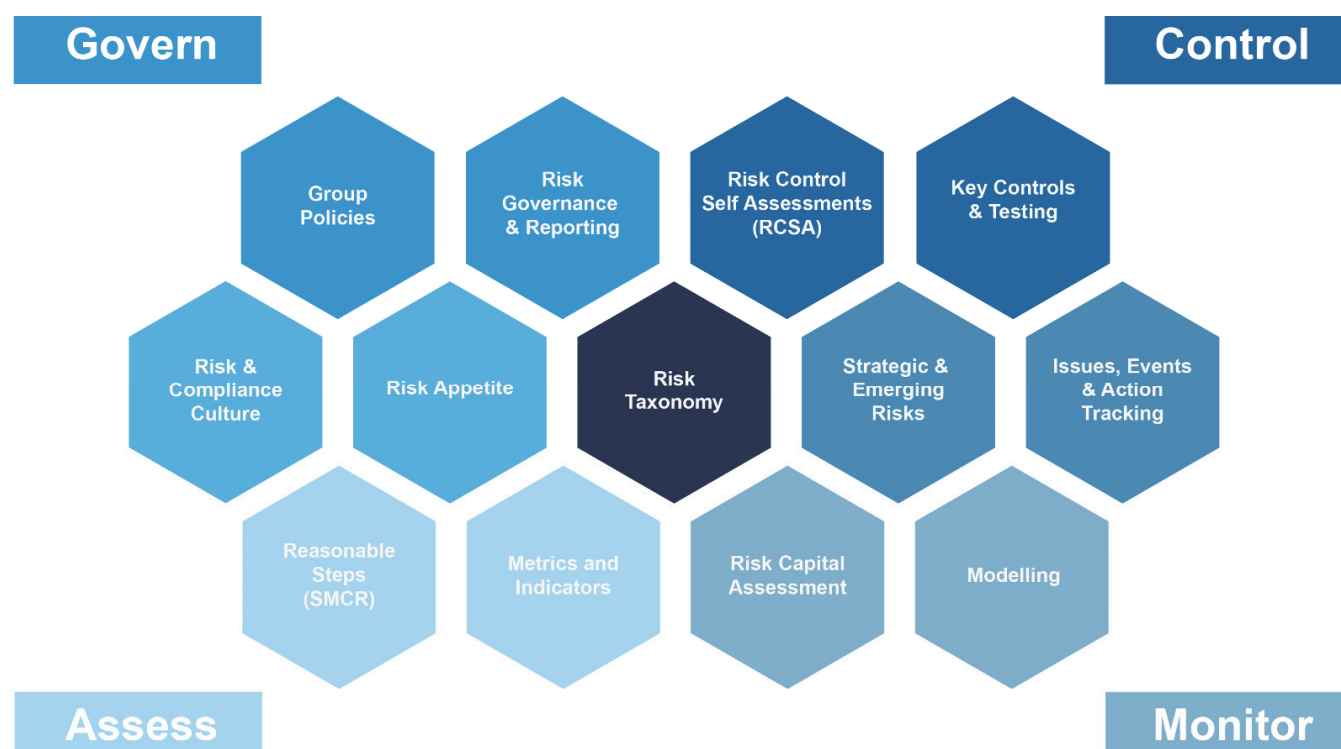 Govern
Control
Group
Policies
Risk
Governance
& Reporting
Risk Control
Self Assessments
(RCSA)
Key Controls
& Testing
Risk &
Compliance
Culture
Risk Appetite
Risk
Taxonomy
Strategic &
Emerging
Risks
Issues, Events
& Action
Tracking
Reasonable
Steps
(SMCR)
Metrics and
Indicators
Risk Capital
Assessment
Modelling
Assess
Monitor